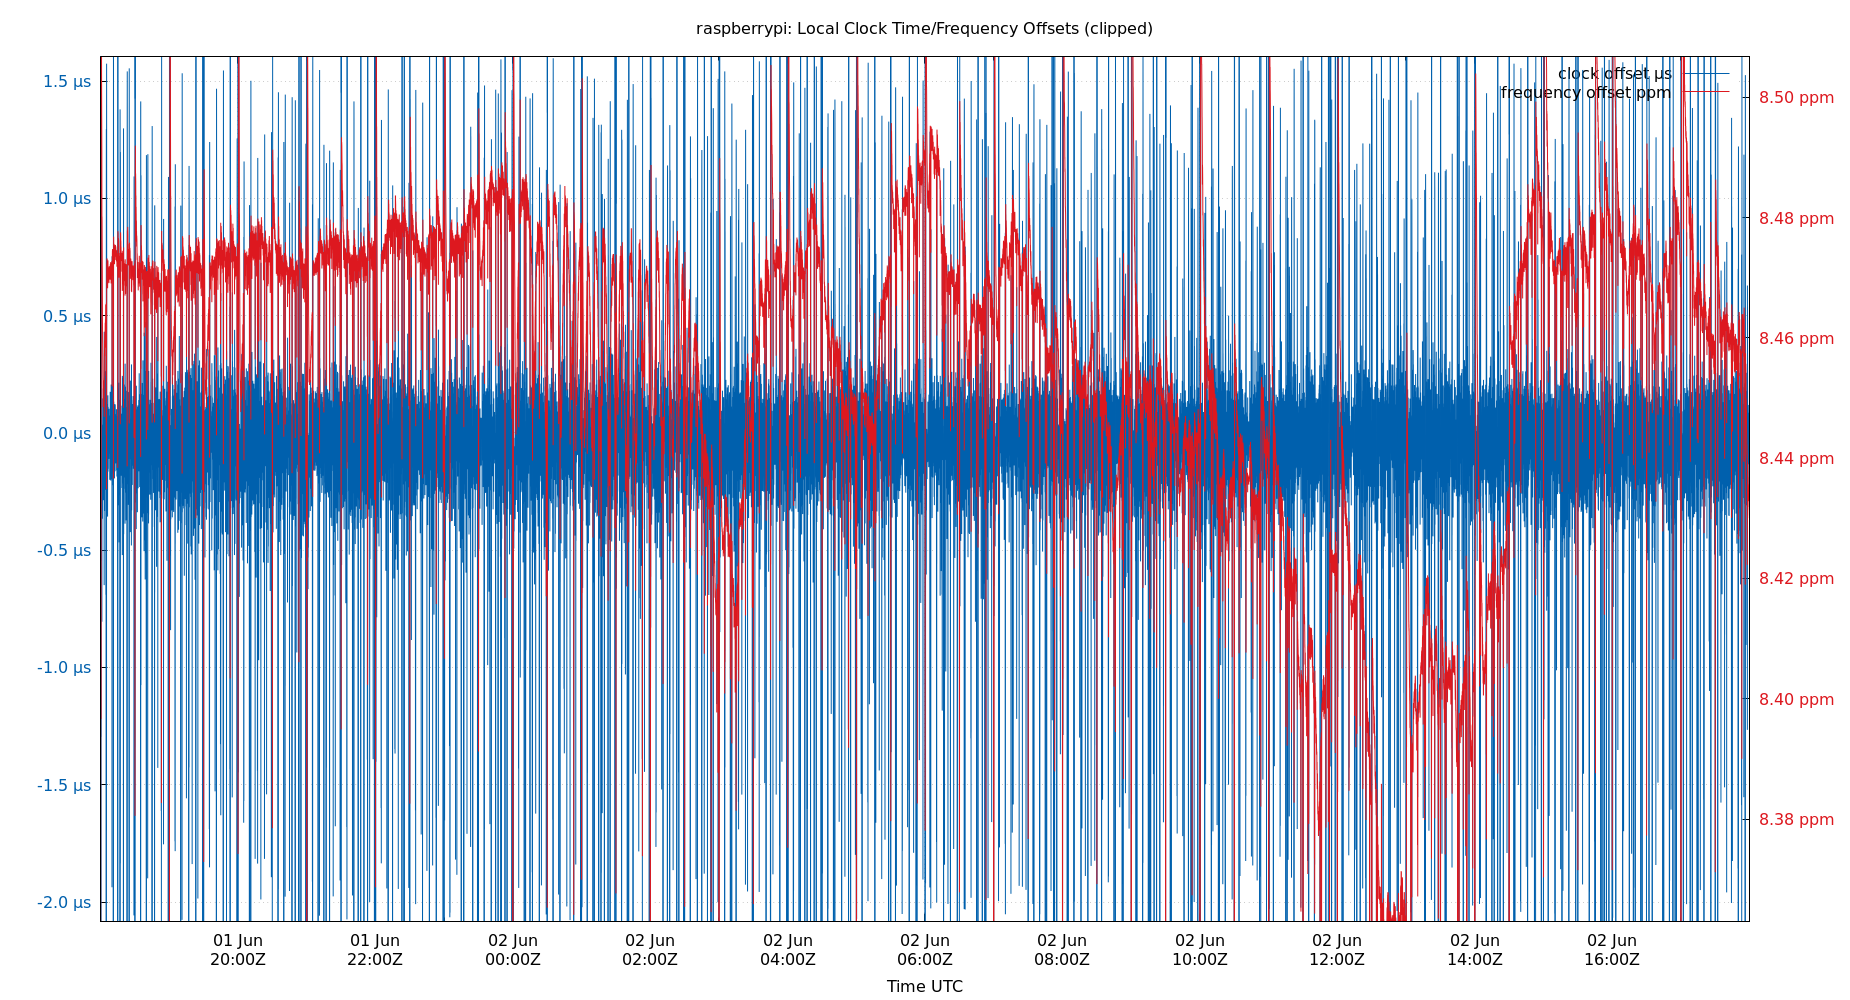 raspberrypi: Local Clock Time/Frequency Offsets (clipped)
clock offset µs
frequency offset ppm
1.5 µs
1.0 µs
0.5 µs
0.0 µs
-0.5 µs
-1.0 µs
-1.5 µs
-2.0 µs
8.50 ppm
8.48 ppm
8.46 ppm
8.44 ppm
8.42 ppm
8.40 ppm
8.38 ppm
01 Jun 01 Jun 02 Jun 02 Jun 02 Jun 02 Jun 02 Jun 02 Jun 02 Jun 02 Jun 02 Jun
20:00Z 22:00Z 00:00Z 02:00Z 04:00Z 06:00Z 08:00Z 10:00Z 12:00Z 14:00Z 16:00Z
Time UTC